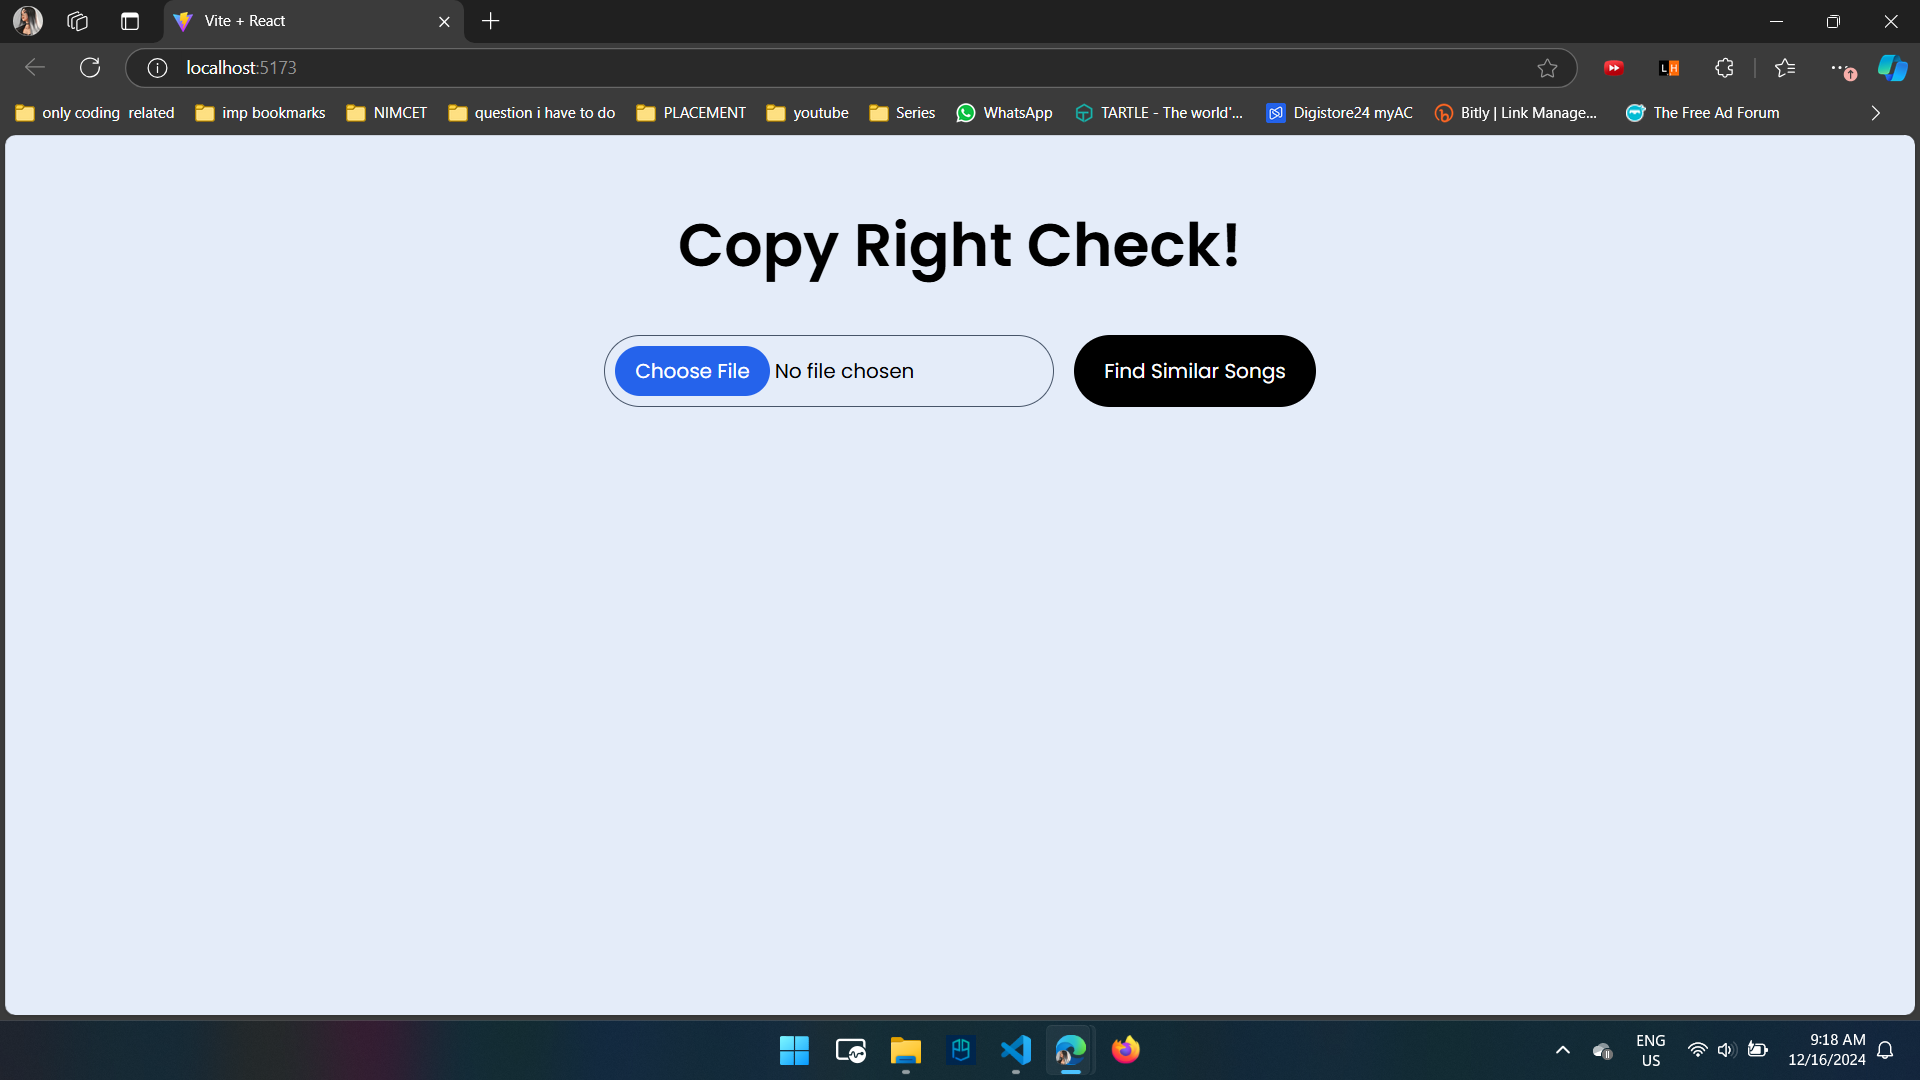 Vite + React
localhost:5173
only coding related imp bookmarks NIMCET question i have to do PLACEMENT youtube Series WhatsApp TARTLE - The world'... Digistore24 myAC Bitly | Link Manage... The Free Ad Forum
Copy Right Check!
Choose File No file chosen Find Similar Songs
ENG 9:18 AM
US 12/16/2024